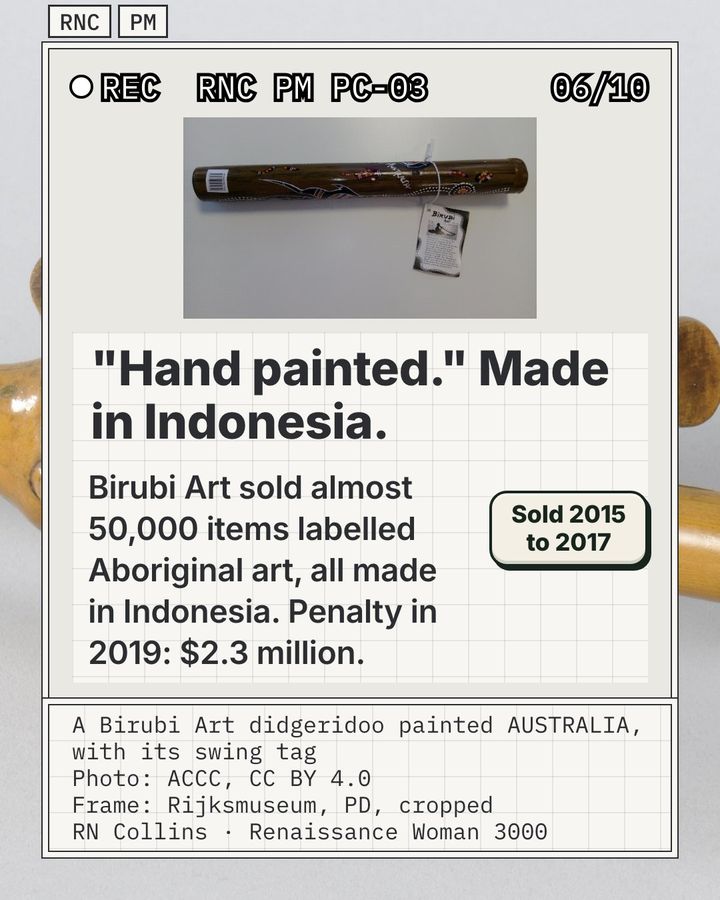 RNC PM
REC RNC PM PC-03 06/10
Birubi
"Hand painted." Made
in Indonesia.
Birubi Art sold almost
50,000 items labelled
Aboriginal art, all made
in Indonesia. Penalty in
2019: $2.3 million.
Sold 2015
to 2017
A Birubi Art didgeridoo painted AUSTRALIA,
with its swing tag
Photo: ACCC, CC BY 4.0
Frame: Rijksmuseum, PD, cropped
RN Collins · Renaissance Woman 3000